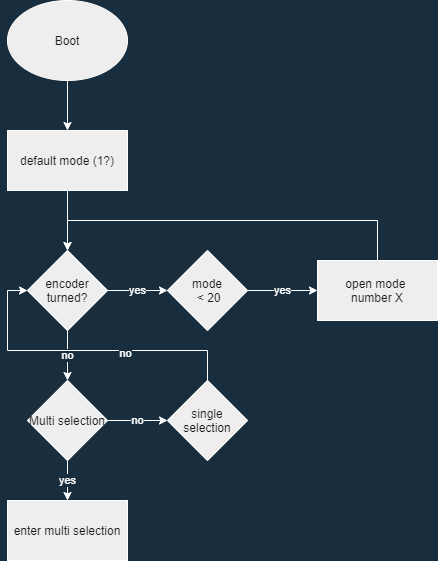 Boot
default mode (1?)
encoder
turned?
yes
mode
< 20
yes
open mode
number X
no
no
Multi selection
no
single
selection
yes
enter multi selection